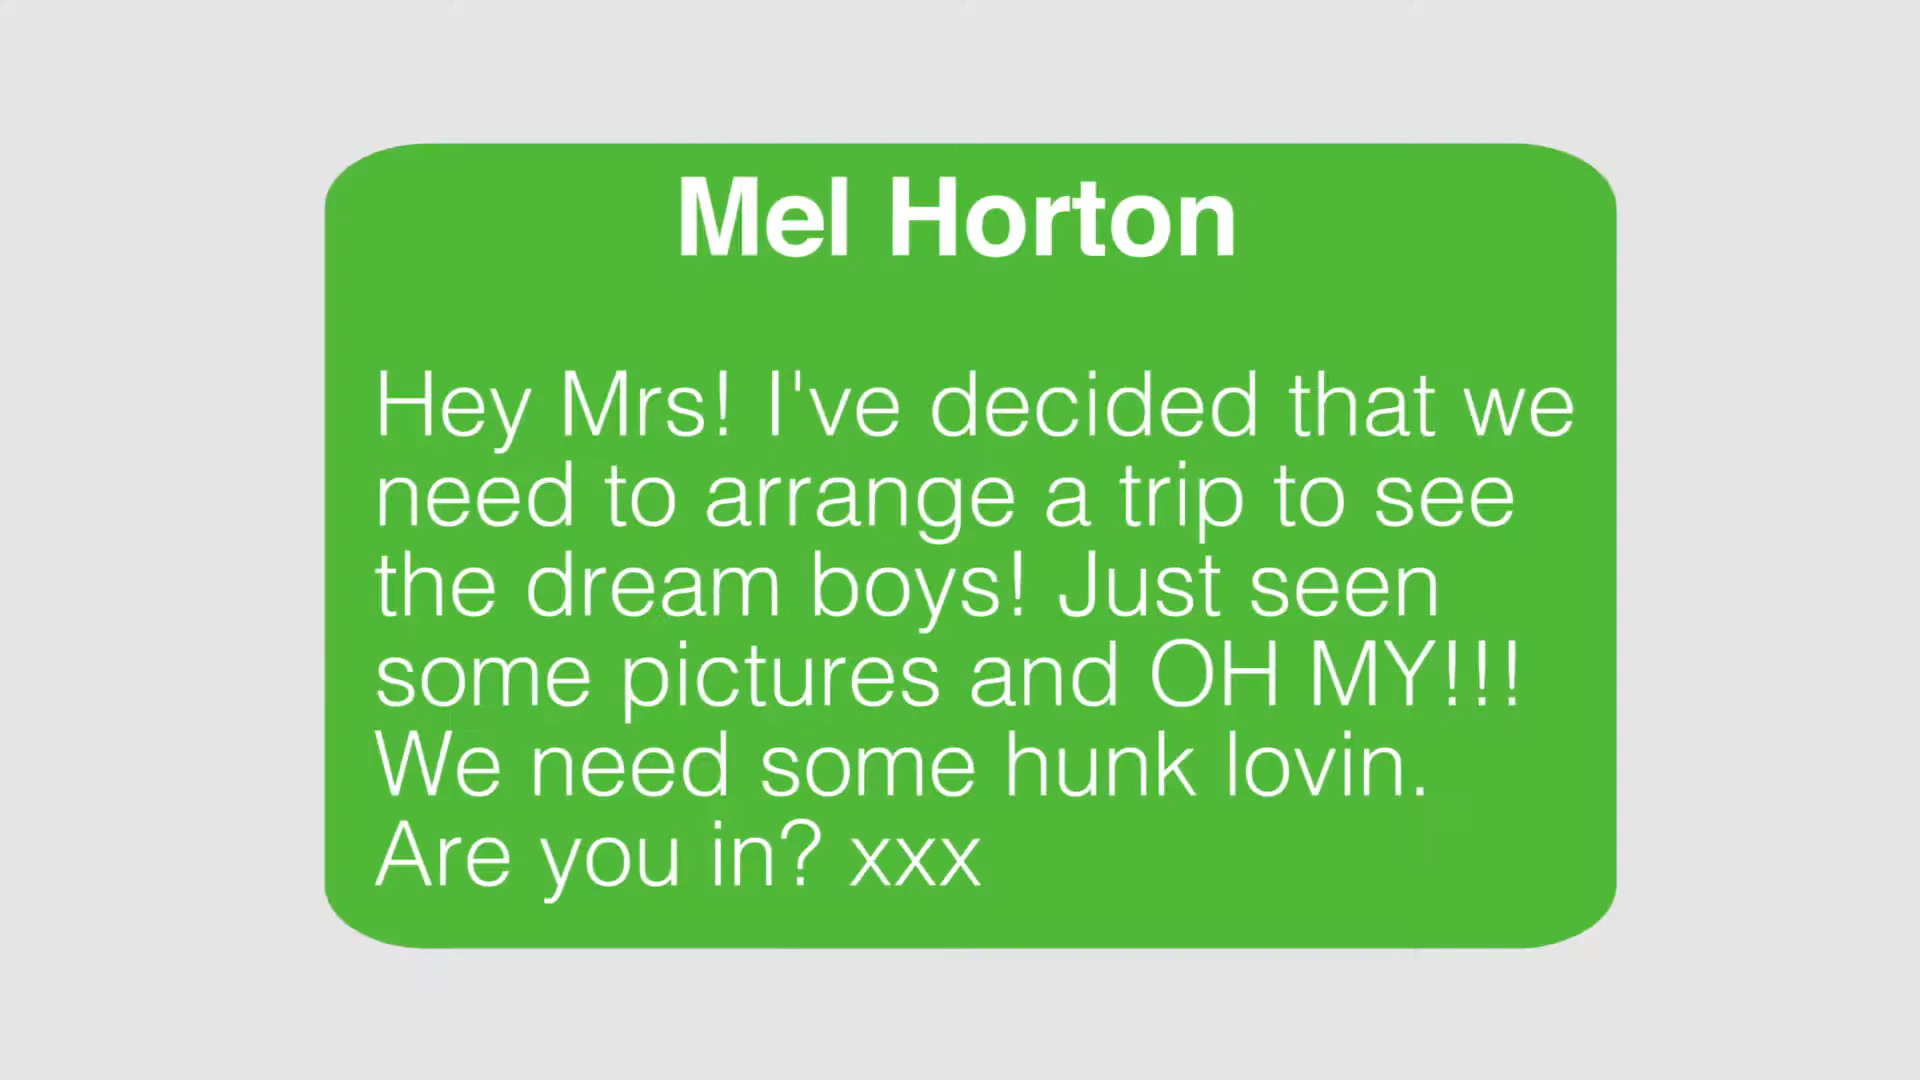 Mel Horton
Hey Mrs! I've decided that we
need to arrange a trip to see
the dream boys! Just seen
some pictures and OH MY!!!
We need some hunk lovin.
Are you in? xxx